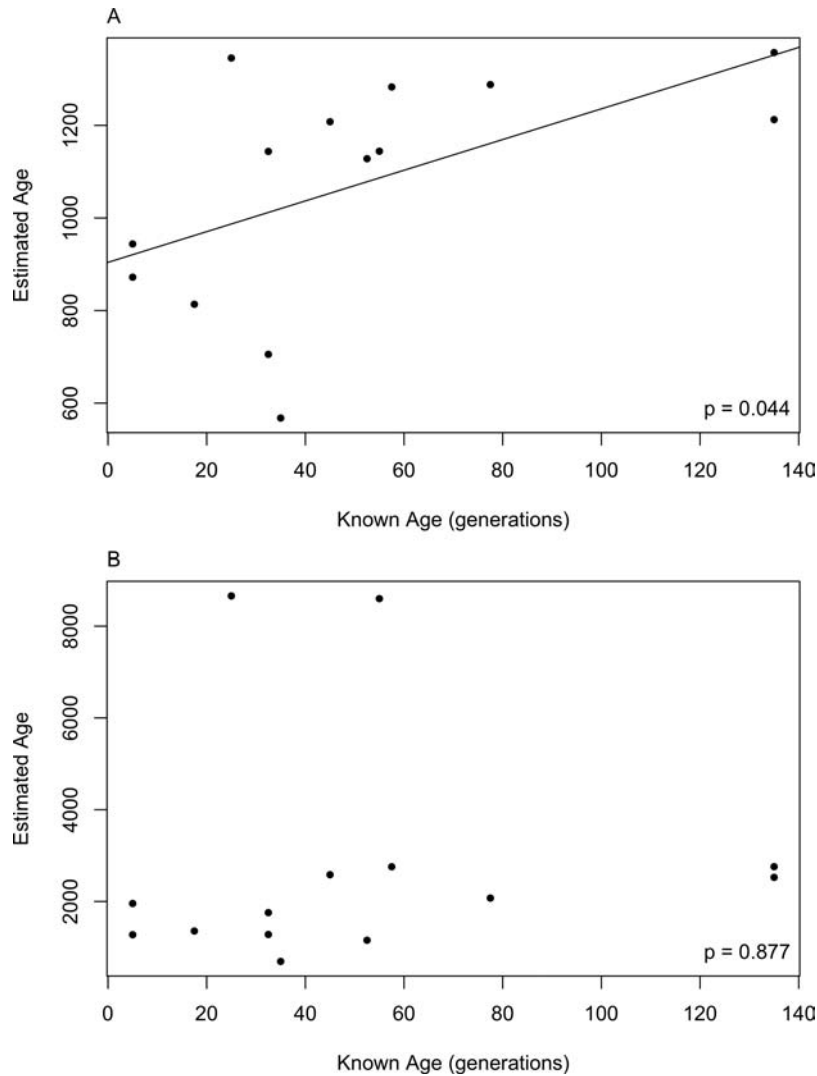 A
Estimated Age
1200
1000
800
600
p = 0.044
0 20 40 60 80 100 120 140
Known Age (generations)
B
Estimated Age
8000
6000
4000
2000
p = 0.877
0 20 40 60 80 100 120 140
Known Age (generations)